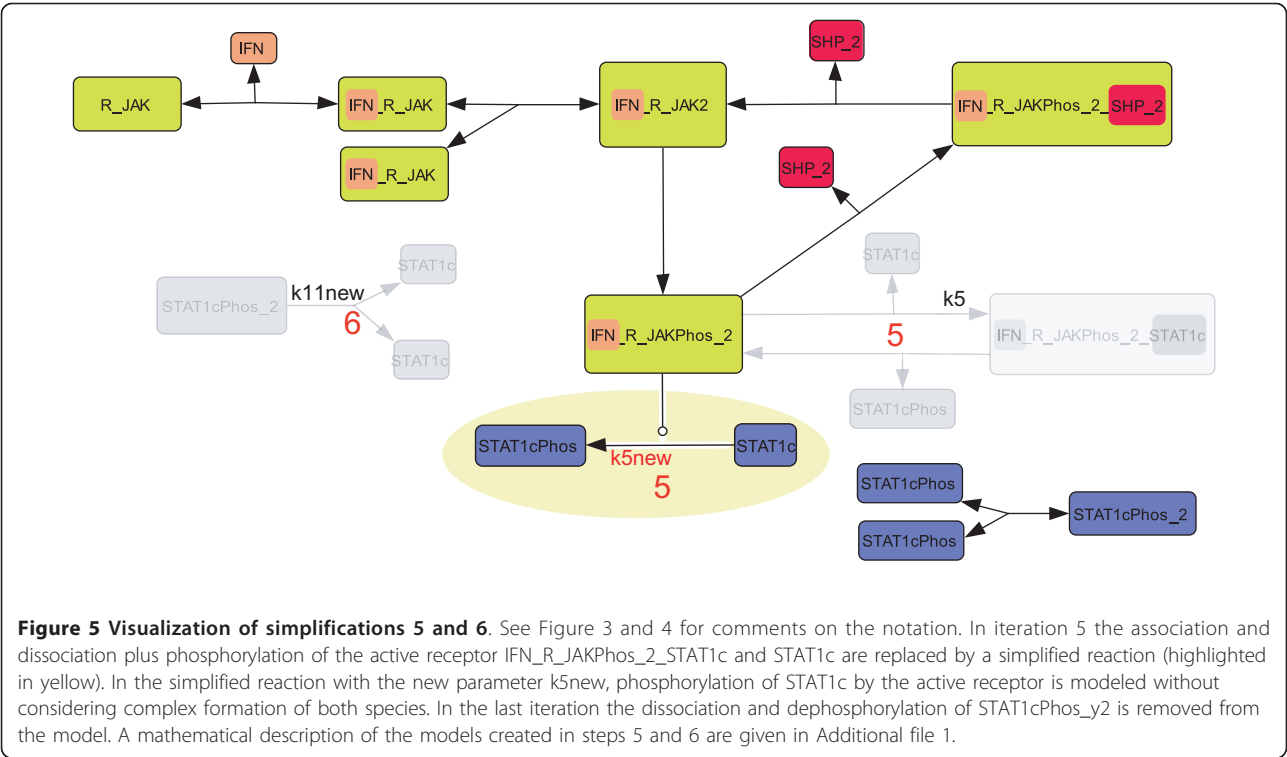 IFN
SHP_2
R_JAK
IFN_R_JAK
IFN_R_JAK2
IFN_R_JAKPhos_2_SHP_2
IFN_R_JAK
SHP_2
STAT1c
STAT1c
k11new
k5
STAT1cPhos_2
6
5
IFN_R_JAKPhos_2
IFN_R_JAKPhos_2_STAT1c
STAT1c
STAT1cPhos
STAT1cPhos
k5new
STAT1c
5
STAT1cPhos
STAT1cPhos_2
STAT1cPhos
Figure 5 Visualization of simplifications 5 and 6. See Figure 3 and 4 for comments on the notation. In iteration 5 the association and
dissociation plus phosphorylation of the active receptor IFN_R_JAKPhos_2_STAT1c and STAT1c are replaced by a simplified reaction (highlighted
in yellow). In the simplified reaction with the new parameter k5new, phosphorylation of STAT1c by the active receptor is modeled without
considering complex formation of both species. In the last iteration the dissociation and dephosphorylation of STAT1cPhos_y2 is removed from
the model. A mathematical description of the models created in steps 5 and 6 are given in Additional file 1.